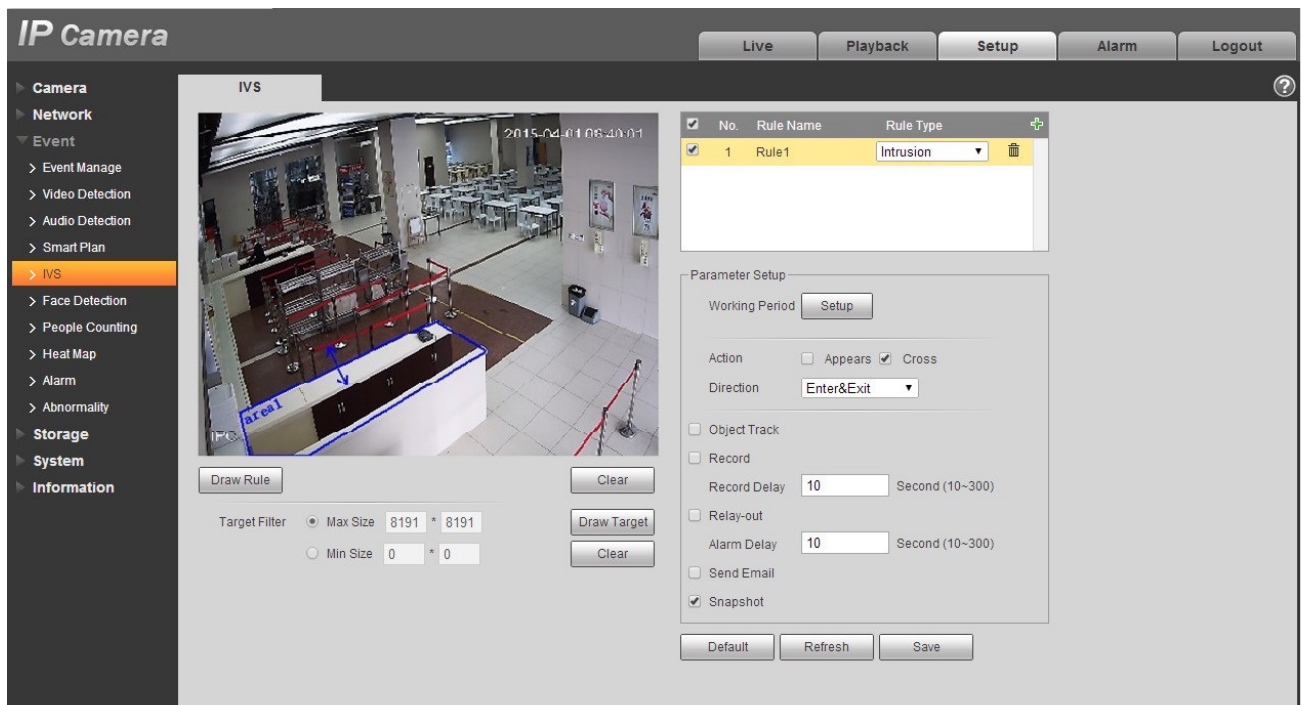 IP Camera
Live Playback Setup Alarm Logout
Camera
Network
Event
> Event Manage
> Video Detection
> Audio Detection
> Smart Plan
> IVS
> Face Detection
> People Counting
> Heat Map
> Alarm
> Abnormality
Storage
System
Information
IVS
?
2015-04-01 08:40:01
area1
IPC
Draw Rule Clear
Target Filter Max Size 8191 * 8191 Draw Target
Min Size 0 * 0 Clear
No. Rule Name Rule Type
1 Rule1 Intrusion
Parameter Setup
Working Period Setup
Action Appears Cross
Direction Enter&Exit
Object Track
Record
Record Delay 10 Second (10~300)
Relay-out
Alarm Delay 10 Second (10~300)
Send Email
Snapshot
Default Refresh Save